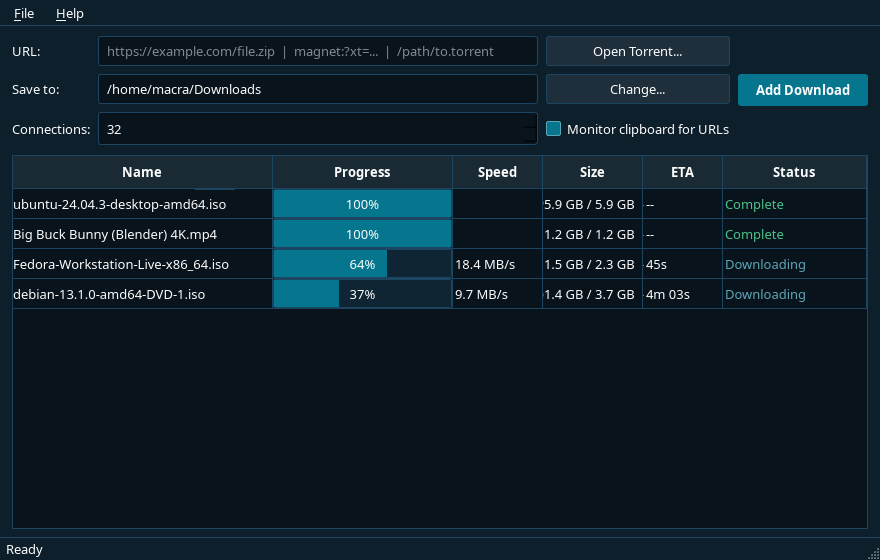 File Help
URL: https://example.com/file.zip | magnet:?xt=... | /path/to.torrent Open Torrent...
Save to: /home/macra/Downloads Change... Add Download
Connections: 32 Monitor clipboard for URLs
Name Progress Speed Size ETA Status
ubuntu-24.04.3-desktop-amd64.iso 100% 5.9 GB / 5.9 GB -- Complete
Big Buck Bunny (Blender) 4K.mp4 100% 1.2 GB / 1.2 GB -- Complete
Fedora-Workstation-Live-x86_64.iso 64% 18.4 MB/s 1.5 GB / 2.3 GB 45s Downloading
debian-13.1.0-amd64-DVD-1.iso 37% 9.7 MB/s 1.4 GB / 3.7 GB 4m 03s Downloading
Ready